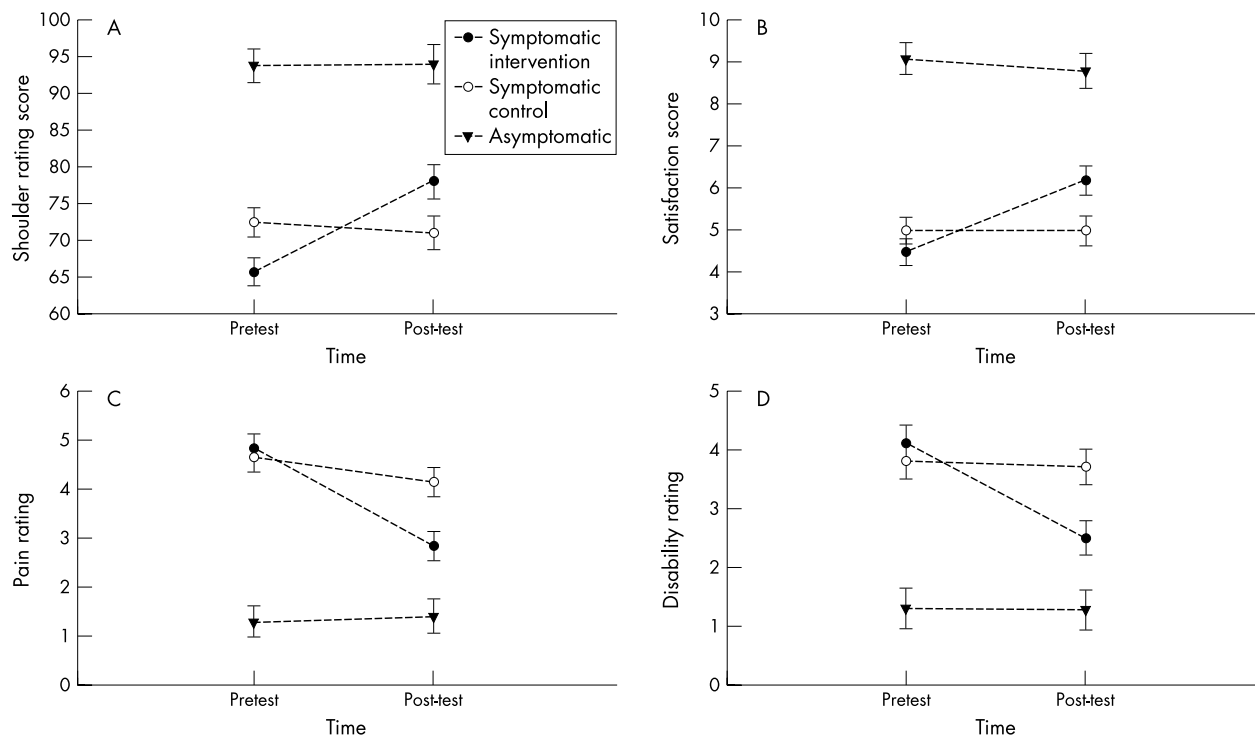 A
Shoulder rating score
100
95
90
85
80
75
70
65
60
Pretest
Post-test
Time
Symptomatic
intervention
Symptomatic
control
Asymptomatic
B
Satisfaction score
10
9
8
7
6
5
4
3
Pretest
Post-test
Time
C
Pain rating
6
5
4
3
2
1
0
Pretest
Post-test
Time
D
Disability rating
5
4
3
2
1
0
Pretest
Post-test
Time